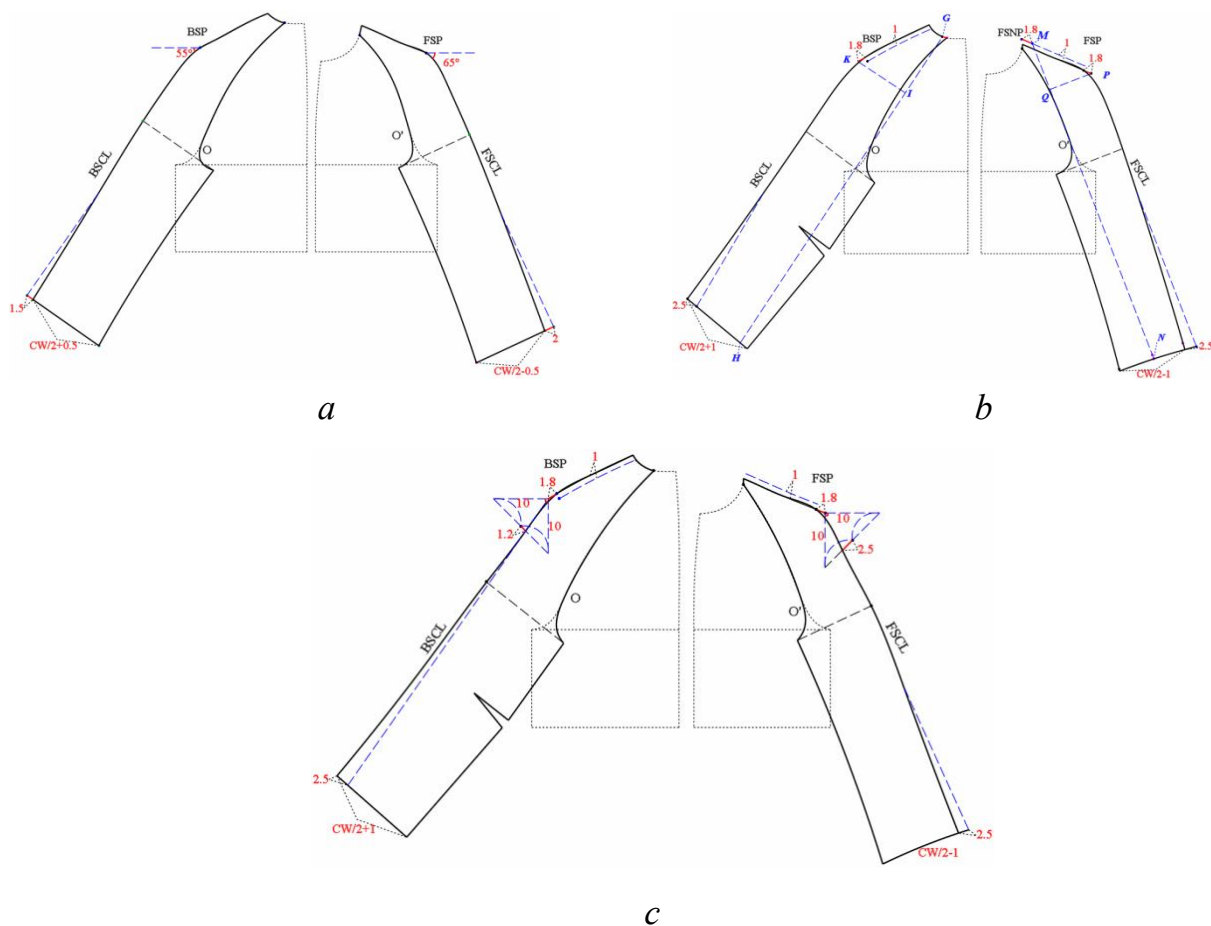 BSP
55°
FSP
65°
O
O'
BSCL
FSCL
1.5
CW/2+0.5
2
CW/2-0.5
a
G
1
BSP
1.8
K
I
O
BSCL
2.5
CW/2+1
H
FSNP
1.8
M
1
FSP
1.8
P
Q
O'
FSCL
N
2.5
CW/2-1
b
1
BSP
1.8
10
10
1.2
O
BSCL
2.5
CW/2+1
1
FSP
1.8
10
10
2.5
O'
FSCL
2.5
CW/2-1
c